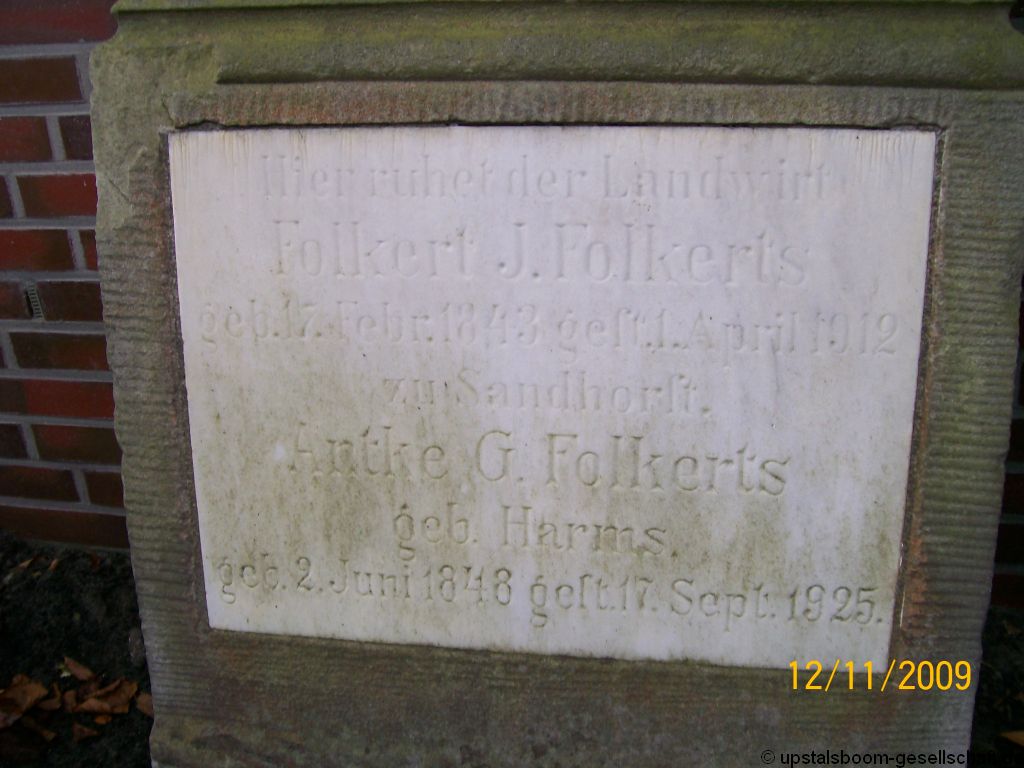 Hier ruhet der Landwirt
Folkert J. Folkerts
geb. 17. Febr. 1843 geſt. 1. April 1912
zu Sandhorſt.
Antke G. Folkerts
geb. Harms.
geb. 2. Juni 1848 geſt. 17. Sept. 1925.
12/11/2009
© upstalsboom-gesellschaft